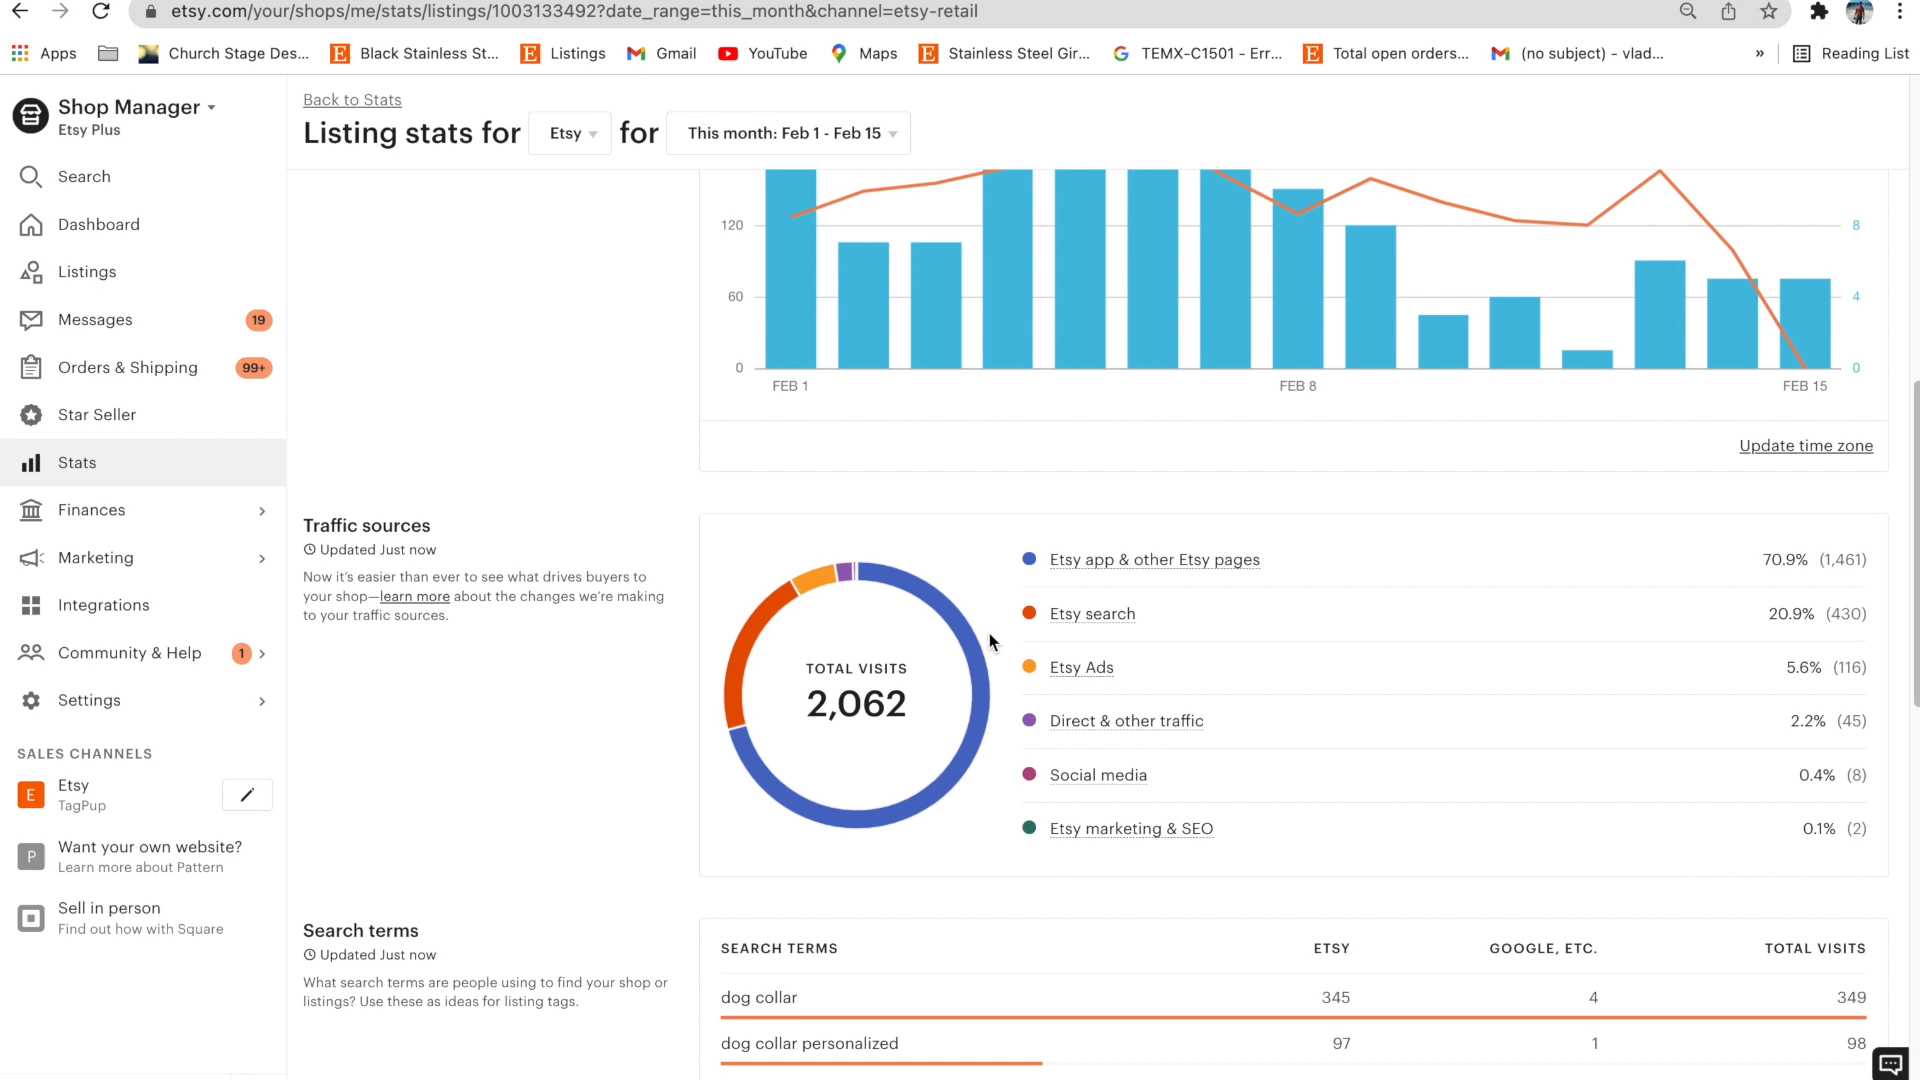 etsy.com/your/shops/me/stats/listings/1003133492?date_range=this_month&channel=etsy-retail
Apps
Church Stage Des...
E Black Stainless St...
E Listings
Gmail
YouTube
Maps
E Stainless Steel Gir...
G TEMX-C1501 - Err...
E Total open orders...
(no subject) - vlad...
»
Reading List
Shop Manager
Etsy Plus
Search
Dashboard
Listings
Messages 19
Orders & Shipping 99+
Star Seller
Stats
Finances
Marketing
Integrations
Community & Help 1
Settings
SALES CHANNELS
E Etsy
TagPup
P Want your own website?
Learn more about Pattern
Sell in person
Find out how with Square
Back to Stats
Listing stats for Etsy for This month: Feb 1 - Feb 15
120 8
60 4
0 0
FEB 1 FEB 8 FEB 15
Update time zone
Traffic sources
Updated Just now
Now it's easier than ever to see what drives buyers to
your shop—learn more about the changes we're making
to your traffic sources.
TOTAL VISITS
2,062
Etsy app & other Etsy pages 70.9% (1,461)
Etsy search 20.9% (430)
Etsy Ads 5.6% (116)
Direct & other traffic 2.2% (45)
Social media 0.4% (8)
Etsy marketing & SEO 0.1% (2)
Search terms
Updated Just now
What search terms are people using to find your shop or
listings? Use these as ideas for listing tags.
SEARCH TERMS ETSY GOOGLE, ETC. TOTAL VISITS
dog collar 345 4 349
dog collar personalized 97 1 98